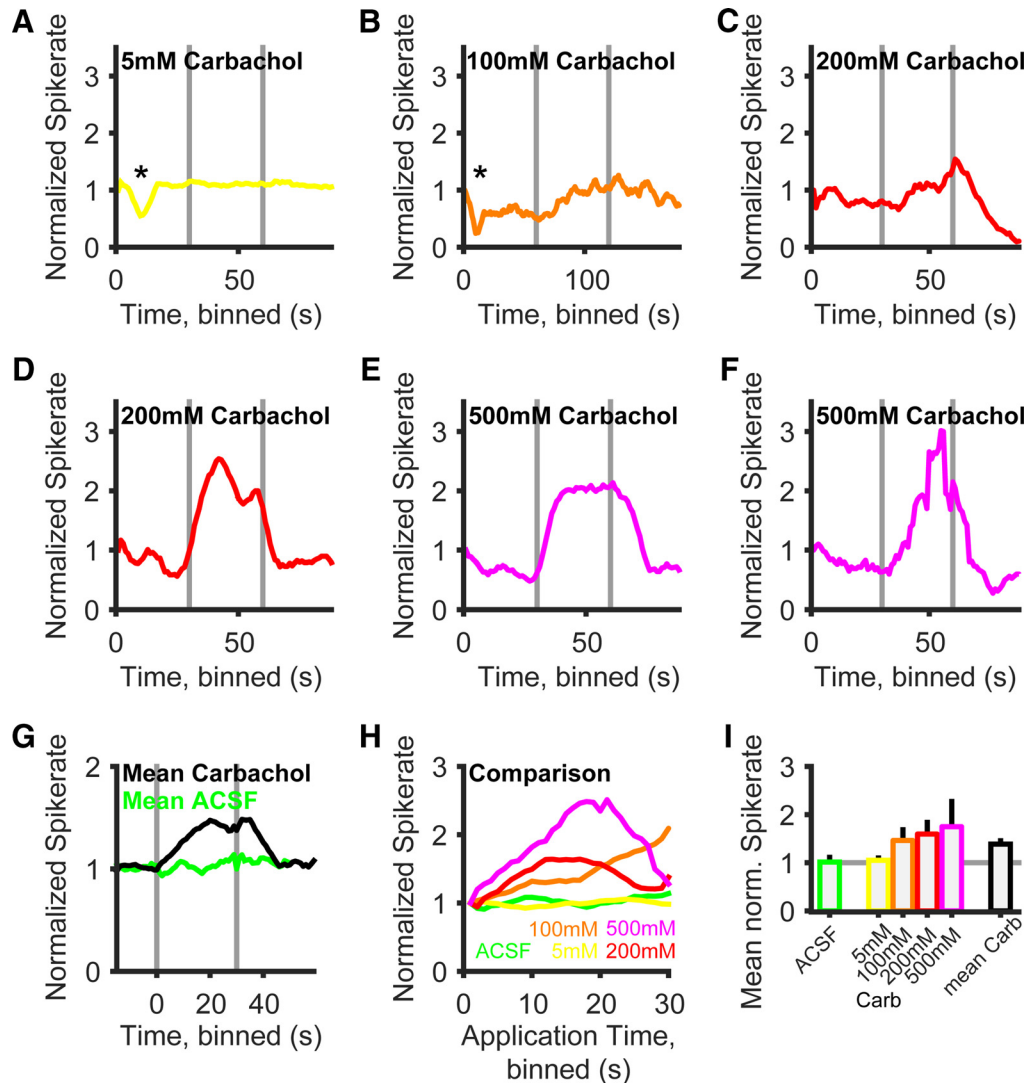 A
5mM Carbachol
*
Normalized Spikerate
3
2
1
0
0 50
Time, binned (s)
B
100mM Carbachol
*
Normalized Spikerate
3
2
1
0
0 100
Time, binned (s)
C
200mM Carbachol
Normalized Spikerate
3
2
1
0
0 50
Time, binned (s)
D
200mM Carbachol
Normalized Spikerate
3
2
1
0
0 50
Time, binned (s)
E
500mM Carbachol
Normalized Spikerate
3
2
1
0
0 50
Time, binned (s)
F
500mM Carbachol
Normalized Spikerate
3
2
1
0
0 50
Time, binned (s)
G
Mean Carbachol
Mean ACSF
Normalized Spikerate
2
1
0
0 20 40
Time, binned (s)
H
Comparison
Normalized Spikerate
3
2
1
0
100mM 500mM
ACSF 5mM 200mM
0 10 20 30
Application Time,
binned (s)
I
Mean norm. Spikerate
3
2
1
0
ACSF
5mM
100mM
200mM
500mM
Carb
mean Carb